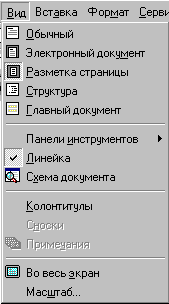 Вид Вставка Формат Серви
Обычный
Электронный документ
Разметка страницы
Структура
Главный документ
Панели инструментов
Линейка
Схема документа
Колонтитулы
Сноски
Примечания
Во весь экран
Масштаб...